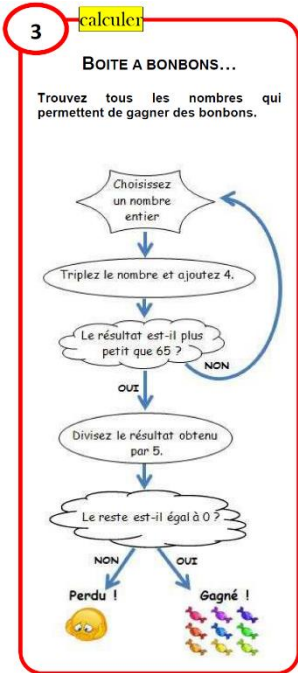 3
calculer
BOITE A BONBONS...
Trouvez tous les nombres qui
permettent de gagner des bonbons.
Choisissez
un nombre
entier
Triplez le nombre et ajoutez 4.
Le résultat est-il plus
petit que 65 ?
NON
OUI
Divisez le résultat obtenu
par 5.
Le reste est-il égal à 0 ?
NON
OUI
Perdu !
Gagné !